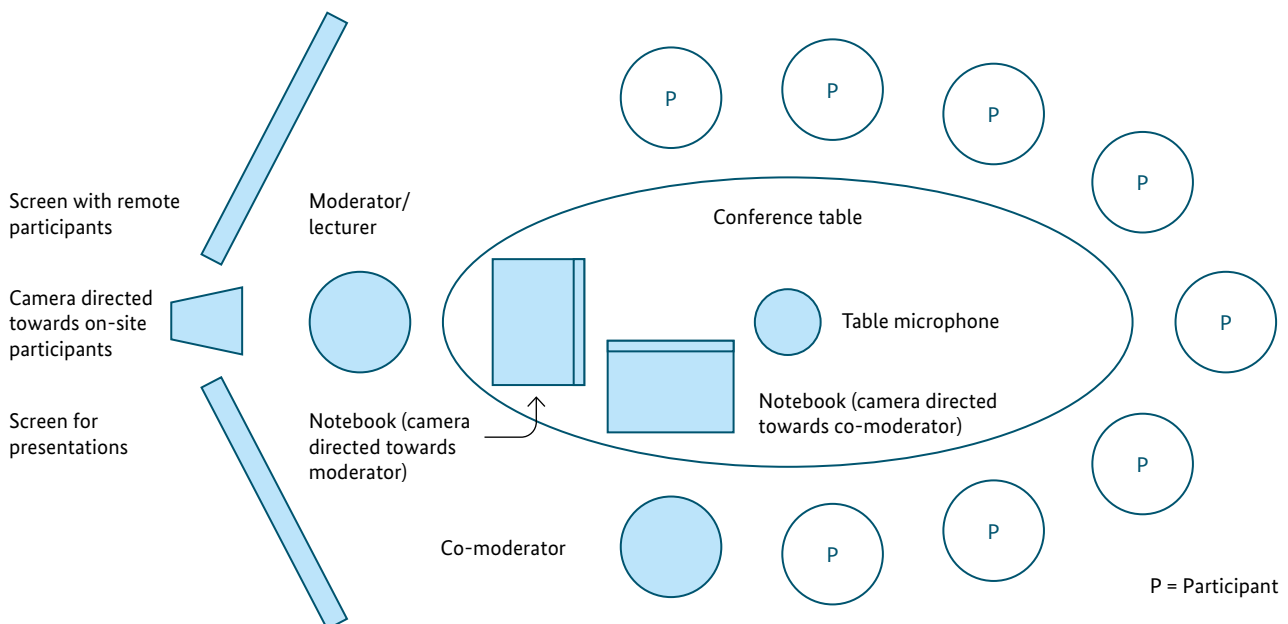 P
P
P
P
Screen with remote
participants
Moderator/
lecturer
Conference table
Camera directed
towards on-site
participants
Table microphone
P
Screen for
presentations
Notebook (camera
directed towards
moderator)
Notebook (camera directed
towards co-moderator)
P
Co-moderator
P
P
P = Participant